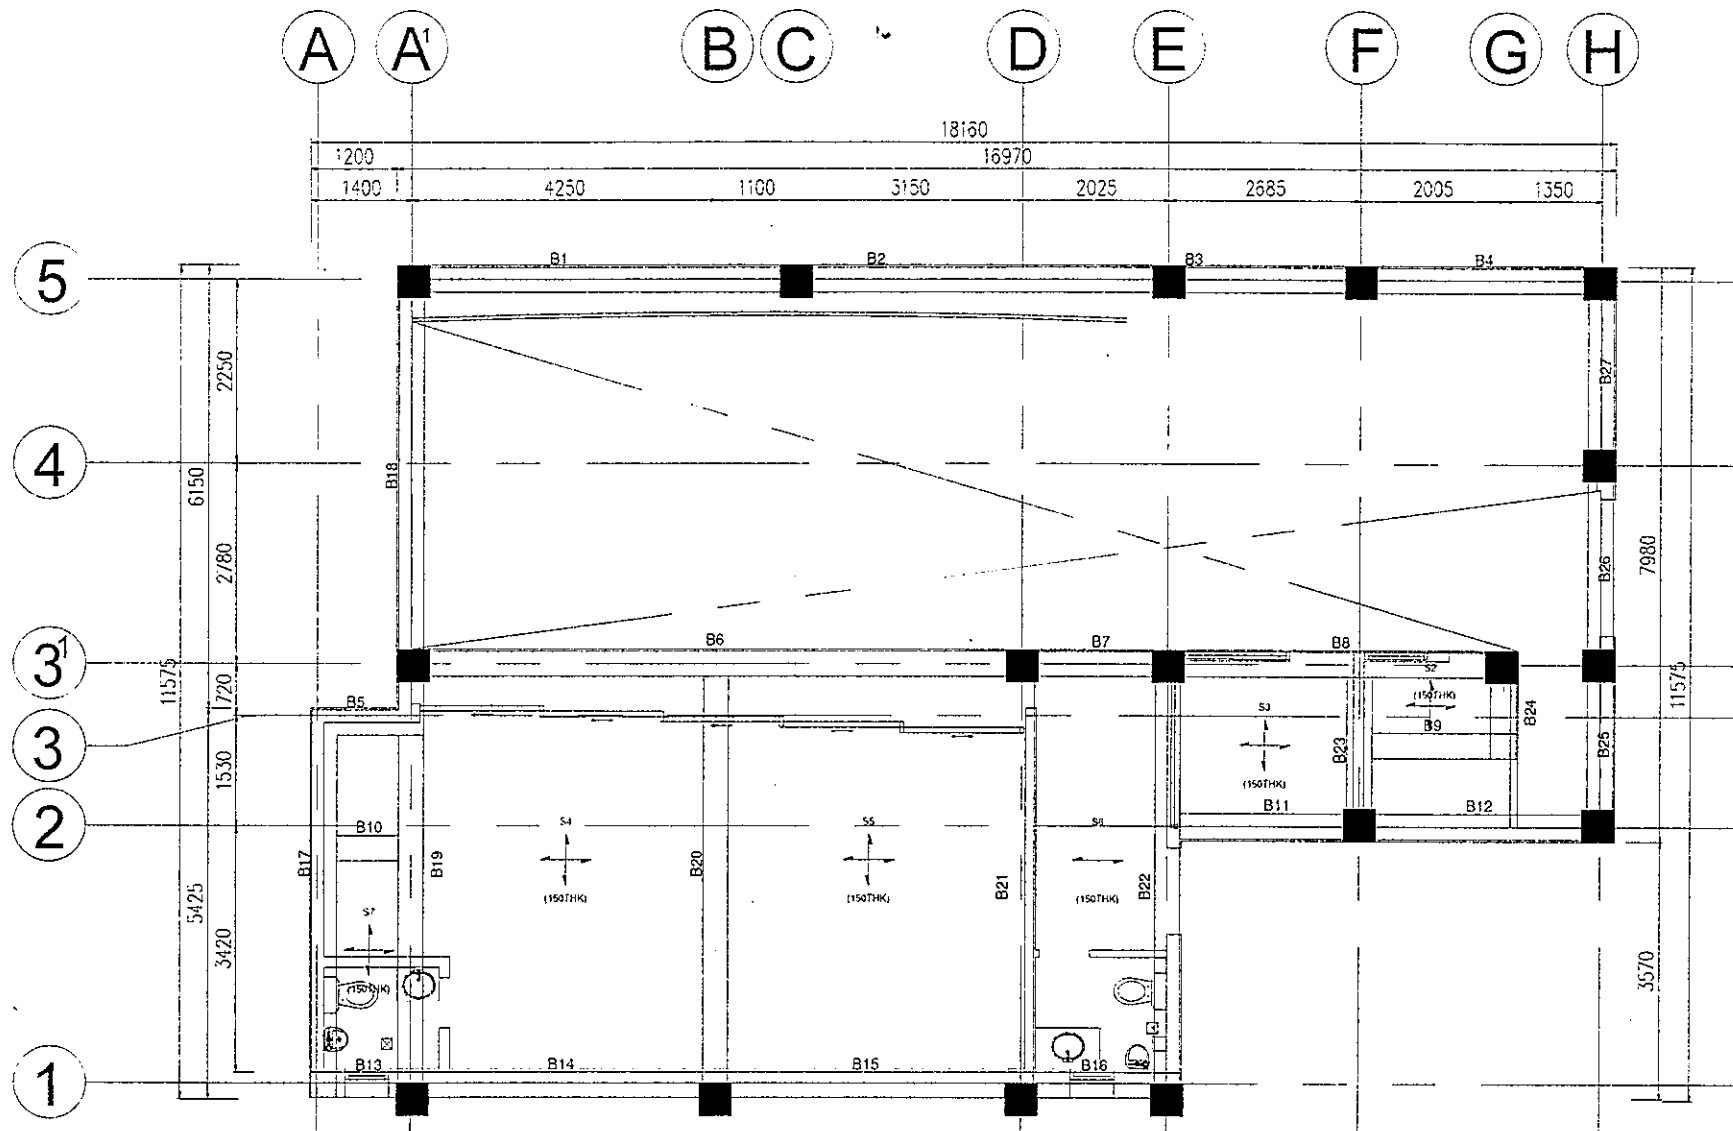 A A¹ B C D E F G H
18160
1200 16970
1400 4250 1100 3150 2025 2685 2005 1350
5 B1 B2 B3 B4
2250
B27
4
6150 B18
2780
B26
7980
3¹ B6 B7 B8
11575
1720
B5
S2
(150THK)
B24
11575
S3
B9
B23
B25
3
1530
(150THK)
B11 B12
2
B10 S4 S5 S6
B17 B19 B20 B21 B22
(150THK) (150THK) (150THK)
5425
S7
3420
(150THK)
3570
B13 B14 B15 B16
1